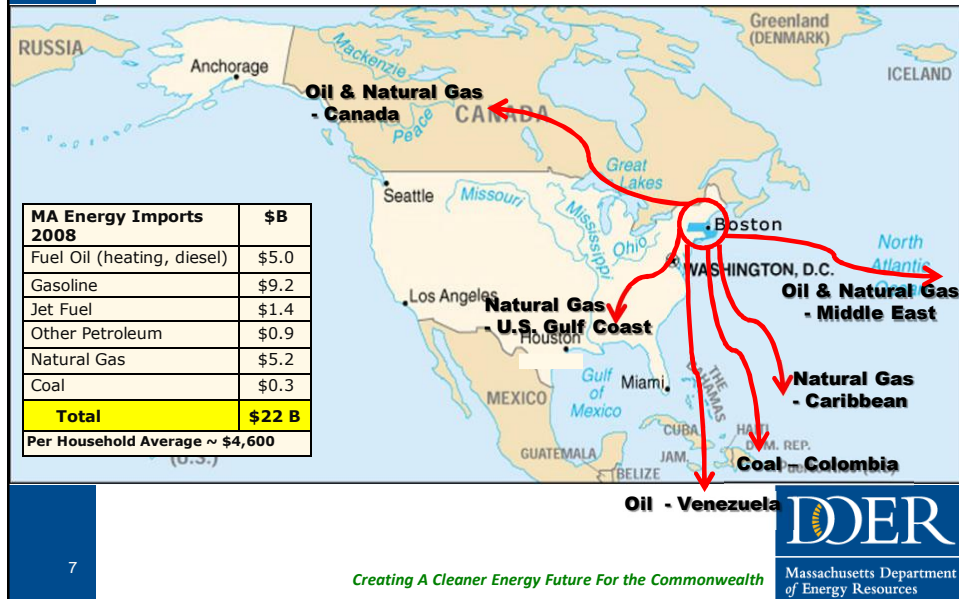 Greenland
(DENMARK)
RUSSIA
ICELAND
Anchorage
Mackenzie
Oil & Natural Gas
- Canada
CANADA
Peace
Great
Lakes
Seattle
Missouri
Mississippi
Ohio
Boston
North
Atlantic
WASHINGTON, D.C.
Oil & Natural Gas
- Middle East
Los Angeles
Natural Gas
- U.S. Gulf Coast
Houston
MA Energy Imports 2008 $B
Fuel Oil (heating, diesel) $5.0
Gasoline $9.2
Jet Fuel $1.4
Other Petroleum $0.9
Natural Gas $5.2
Coal $0.3
Total $22 B
Per Household Average ~ $4,600
(U.S.)
MEXICO
Gulf
of
Mexico
Miami
THE
BAHAMAS
Natural Gas
- Caribbean
CUBA
HAITI
DOM. REP.
JAM.
GUATEMALA
BELIZE
Coal – Colombia
Oil - Venezuela
7
Creating A Cleaner Energy Future For the Commonwealth
DOER
Massachusetts Department
of Energy Resources